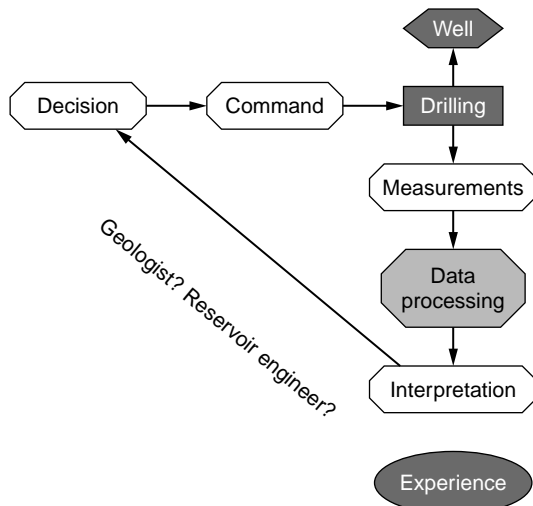 Well
Decision
Command
Drilling
Measurements
Geologist? Reservoir engineer?
Data
processing
Interpretation
Experience